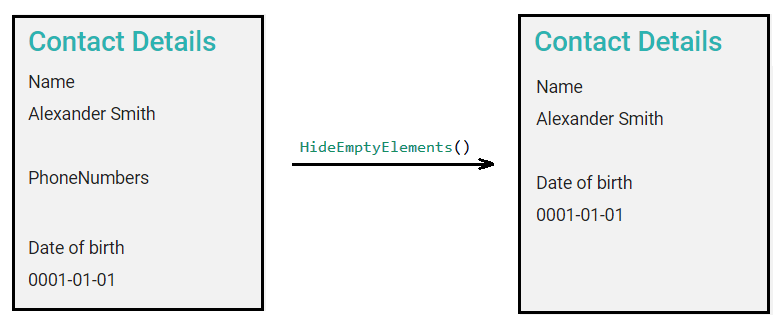 Contact Details
Name
Alexander Smith
PhoneNumbers
Date of birth
0001-01-01
HideEmptyElements()
Contact Details
Name
Alexander Smith
Date of birth
0001-01-01